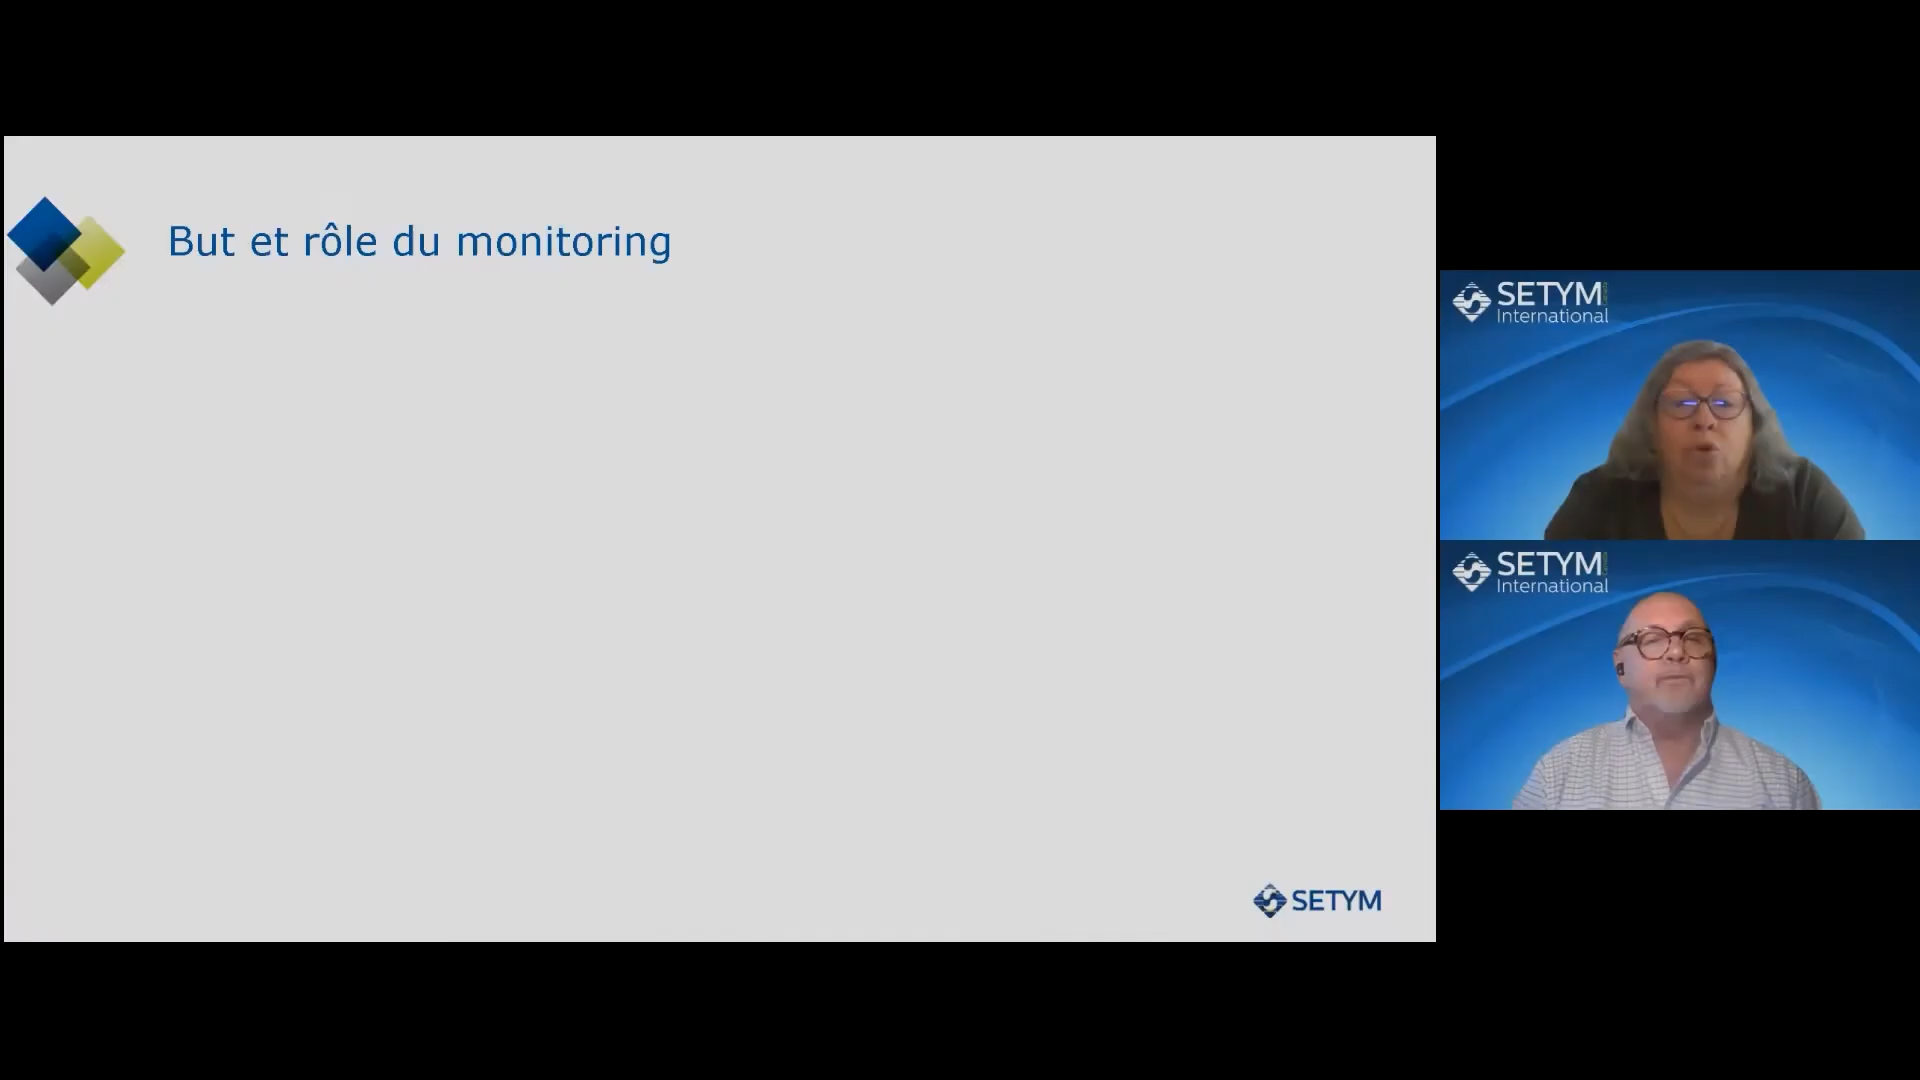 But et rôle du monitoring
SETYM
SETYM
International
SETYM
International